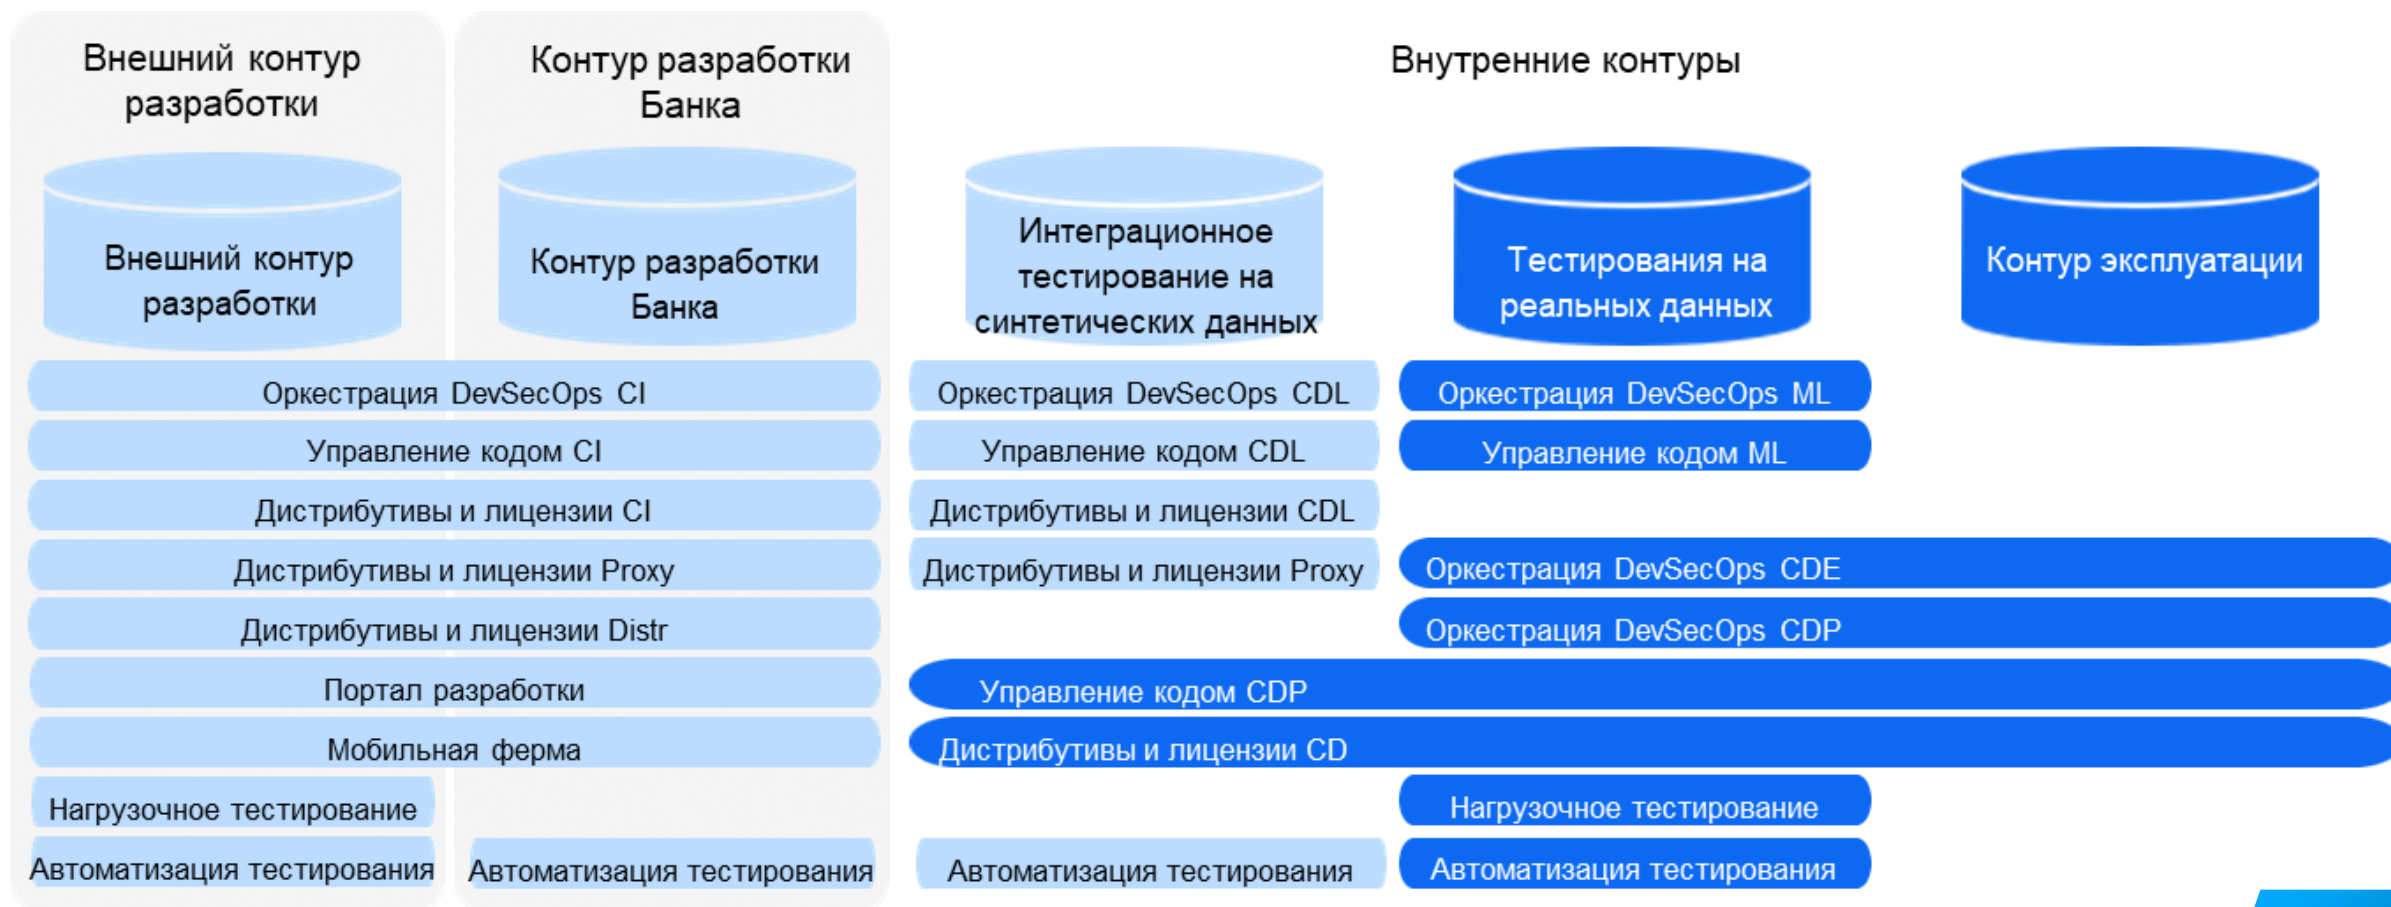 Внешний контур
разработки
Контур разработки
Банка
Внутренние контуры
Внешний контур
разработки
Контур разработки
Банка
Интеграционное
тестирование на
синтетических данных
Тестирования на
реальных данных
Контур эксплуатации
Оркестрация DevSecOps CI
Оркестрация DevSecOps CDL
Оркестрация DevSecOps ML
Управление кодом CI
Управление кодом CDL
Управление кодом ML
Дистрибутивы и лицензии CI
Дистрибутивы и лицензии CDL
Дистрибутивы и лицензии Proxy
Дистрибутивы и лицензии Proxy
Оркестрация DevSecOps CDE
Дистрибутивы и лицензии Distr
Оркестрация DevSecOps CDP
Портал разработки
Управление кодом CDP
Мобильная ферма
Дистрибутивы и лицензии CD
Нагрузочное тестирование
Нагрузочное тестирование
Автоматизация тестирования
Автоматизация тестирования
Автоматизация тестирования
Автоматизация тестирования